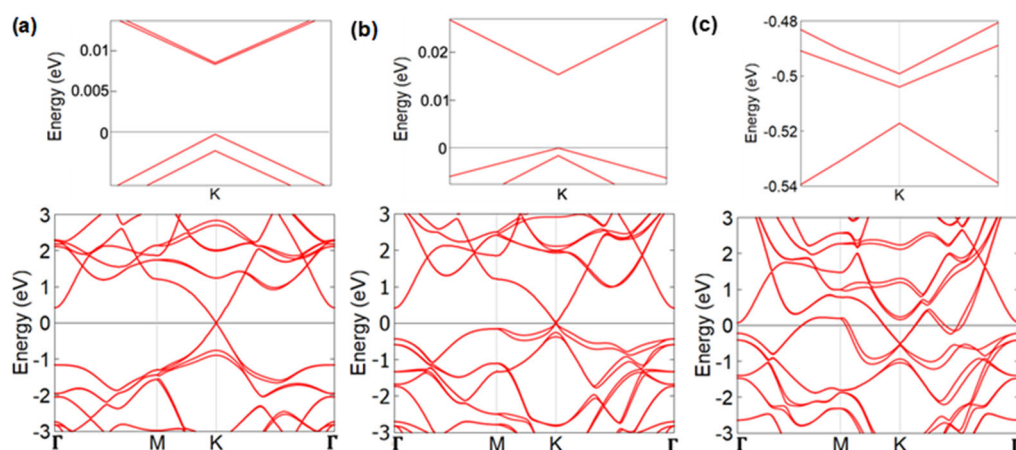 (a)
Energy (eV)
0.01
0.005
0
K
(b)
Energy (eV)
0.02
0.01
0
K
(c)
Energy (eV)
-0.48
-0.5
-0.52
-0.54
K
Energy (eV)
3
2
1
0
-1
-2
-3
Γ M K Γ
Energy (eV)
3
2
1
0
-1
-2
-3
Γ M K Γ
Energy (eV)
3
2
1
0
-1
-2
-3
Γ M K Γ